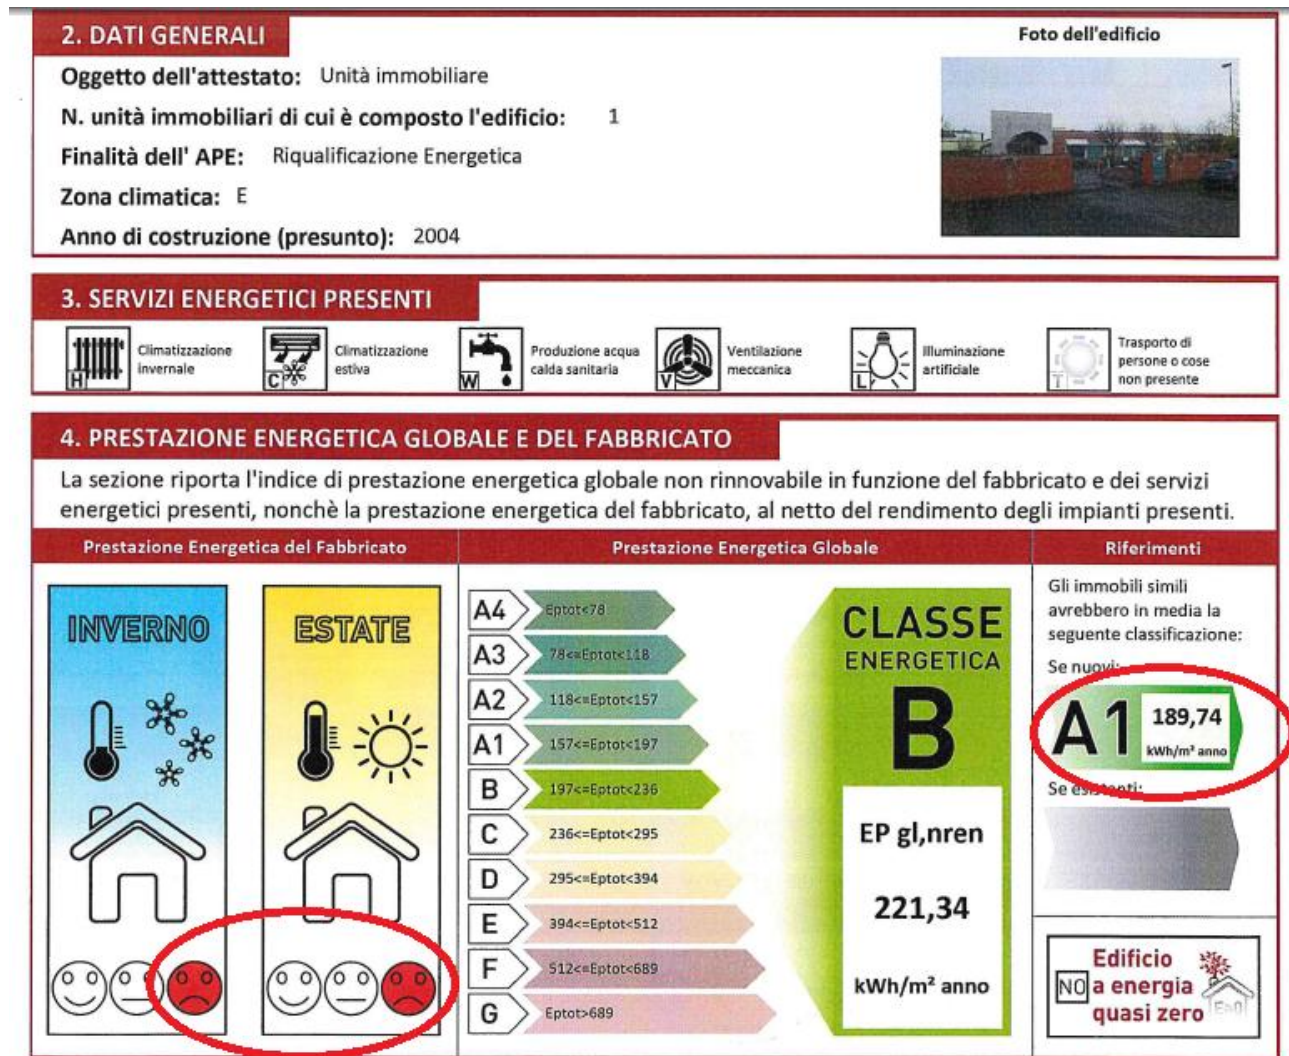 2. DATI GENERALI
Foto dell'edificio
Oggetto dell'attestato: Unità immobiliare
N. unità immobiliari di cui è composto l'edificio: 1
Finalità dell' APE: Riqualificazione Energetica
Zona climatica: E
Anno di costruzione (presunto): 2004
3. SERVIZI ENERGETICI PRESENTI
H
Climatizzazione
invernale
C
Climatizzazione
estiva
W
Produzione acqua
calda sanitaria
V
Ventilazione
meccanica
L
Illuminazione
artificiale
T
Trasporto di
persone o cose
non presente
4. PRESTAZIONE ENERGETICA GLOBALE E DEL FABBRICATO
La sezione riporta l'indice di prestazione energetica globale non rinnovabile in funzione del fabbricato e dei servizi
energetici presenti, nonchè la prestazione energetica del fabbricato, al netto del rendimento degli impianti presenti.
Prestazione Energetica del Fabbricato
INVERNO
ESTATE
Prestazione Energetica Globale
A4 Eptot<78
A3 78<=Eptot<118
A2 118<=Eptot<157
A1 157<=Eptot<197
B 197<=Eptot<236
C 236<=Eptot<295
D 295<=Eptot<394
E 394<=Eptot<512
F 512<=Eptot<689
G Eptot>689
CLASSE
ENERGETICA
B
EP gl,nren
221,34
kWh/m² anno
Riferimenti
Gli immobili simili
avrebbero in media la
seguente classificazione:
Se nuovi:
A1 189,74
kWh/m² anno
Se esistenti:
NO
Edificio
a energia
quasi zero